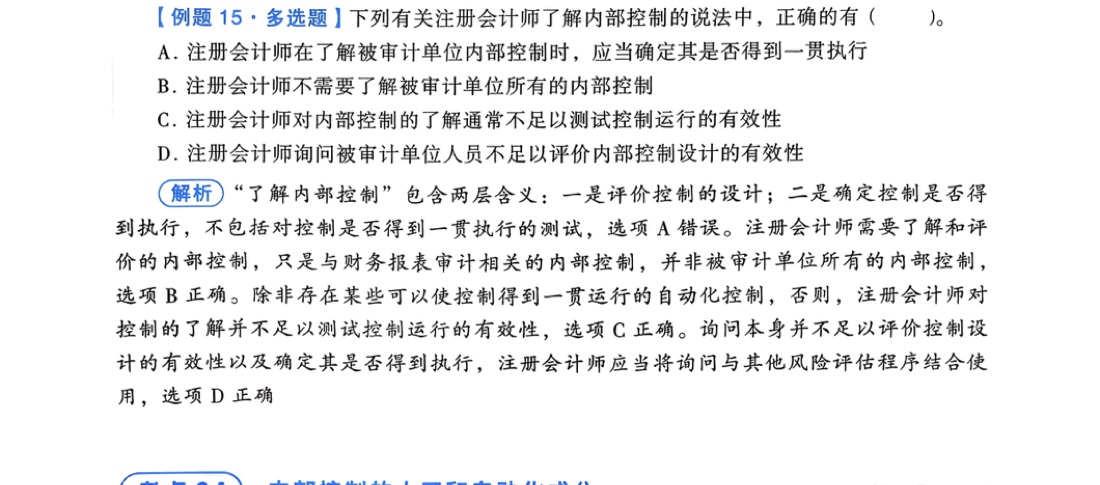 【例题 15·多选题】下列有关注册会计师了解内部控制的说法中，正确的有（　　）。
A. 注册会计师在了解被审计单位内部控制时，应当确定其是否得到一贯执行
B. 注册会计师不需要了解被审计单位所有的内部控制
C. 注册会计师对内部控制的了解通常不足以测试控制运行的有效性
D. 注册会计师询问被审计单位人员不足以评价内部控制设计的有效性
解析 “了解内部控制”包含两层含义：一是评价控制的设计；二是确定控制是否得
到执行，不包括对控制是否得到一贯执行的测试，选项 A 错误。注册会计师需要了解和评
价的内部控制，只是与财务报表审计相关的内部控制，并非被审计单位所有的内部控制，
选项 B 正确。除非存在某些可以使控制得到一贯运行的自动化控制，否则，注册会计师对
控制的了解并不足以测试控制运行的有效性，选项 C 正确。询问本身并不足以评价控制设
计的有效性以及确定其是否得到执行，注册会计师应当将询问与其他风险评估程序结合使
用，选项 D 正确